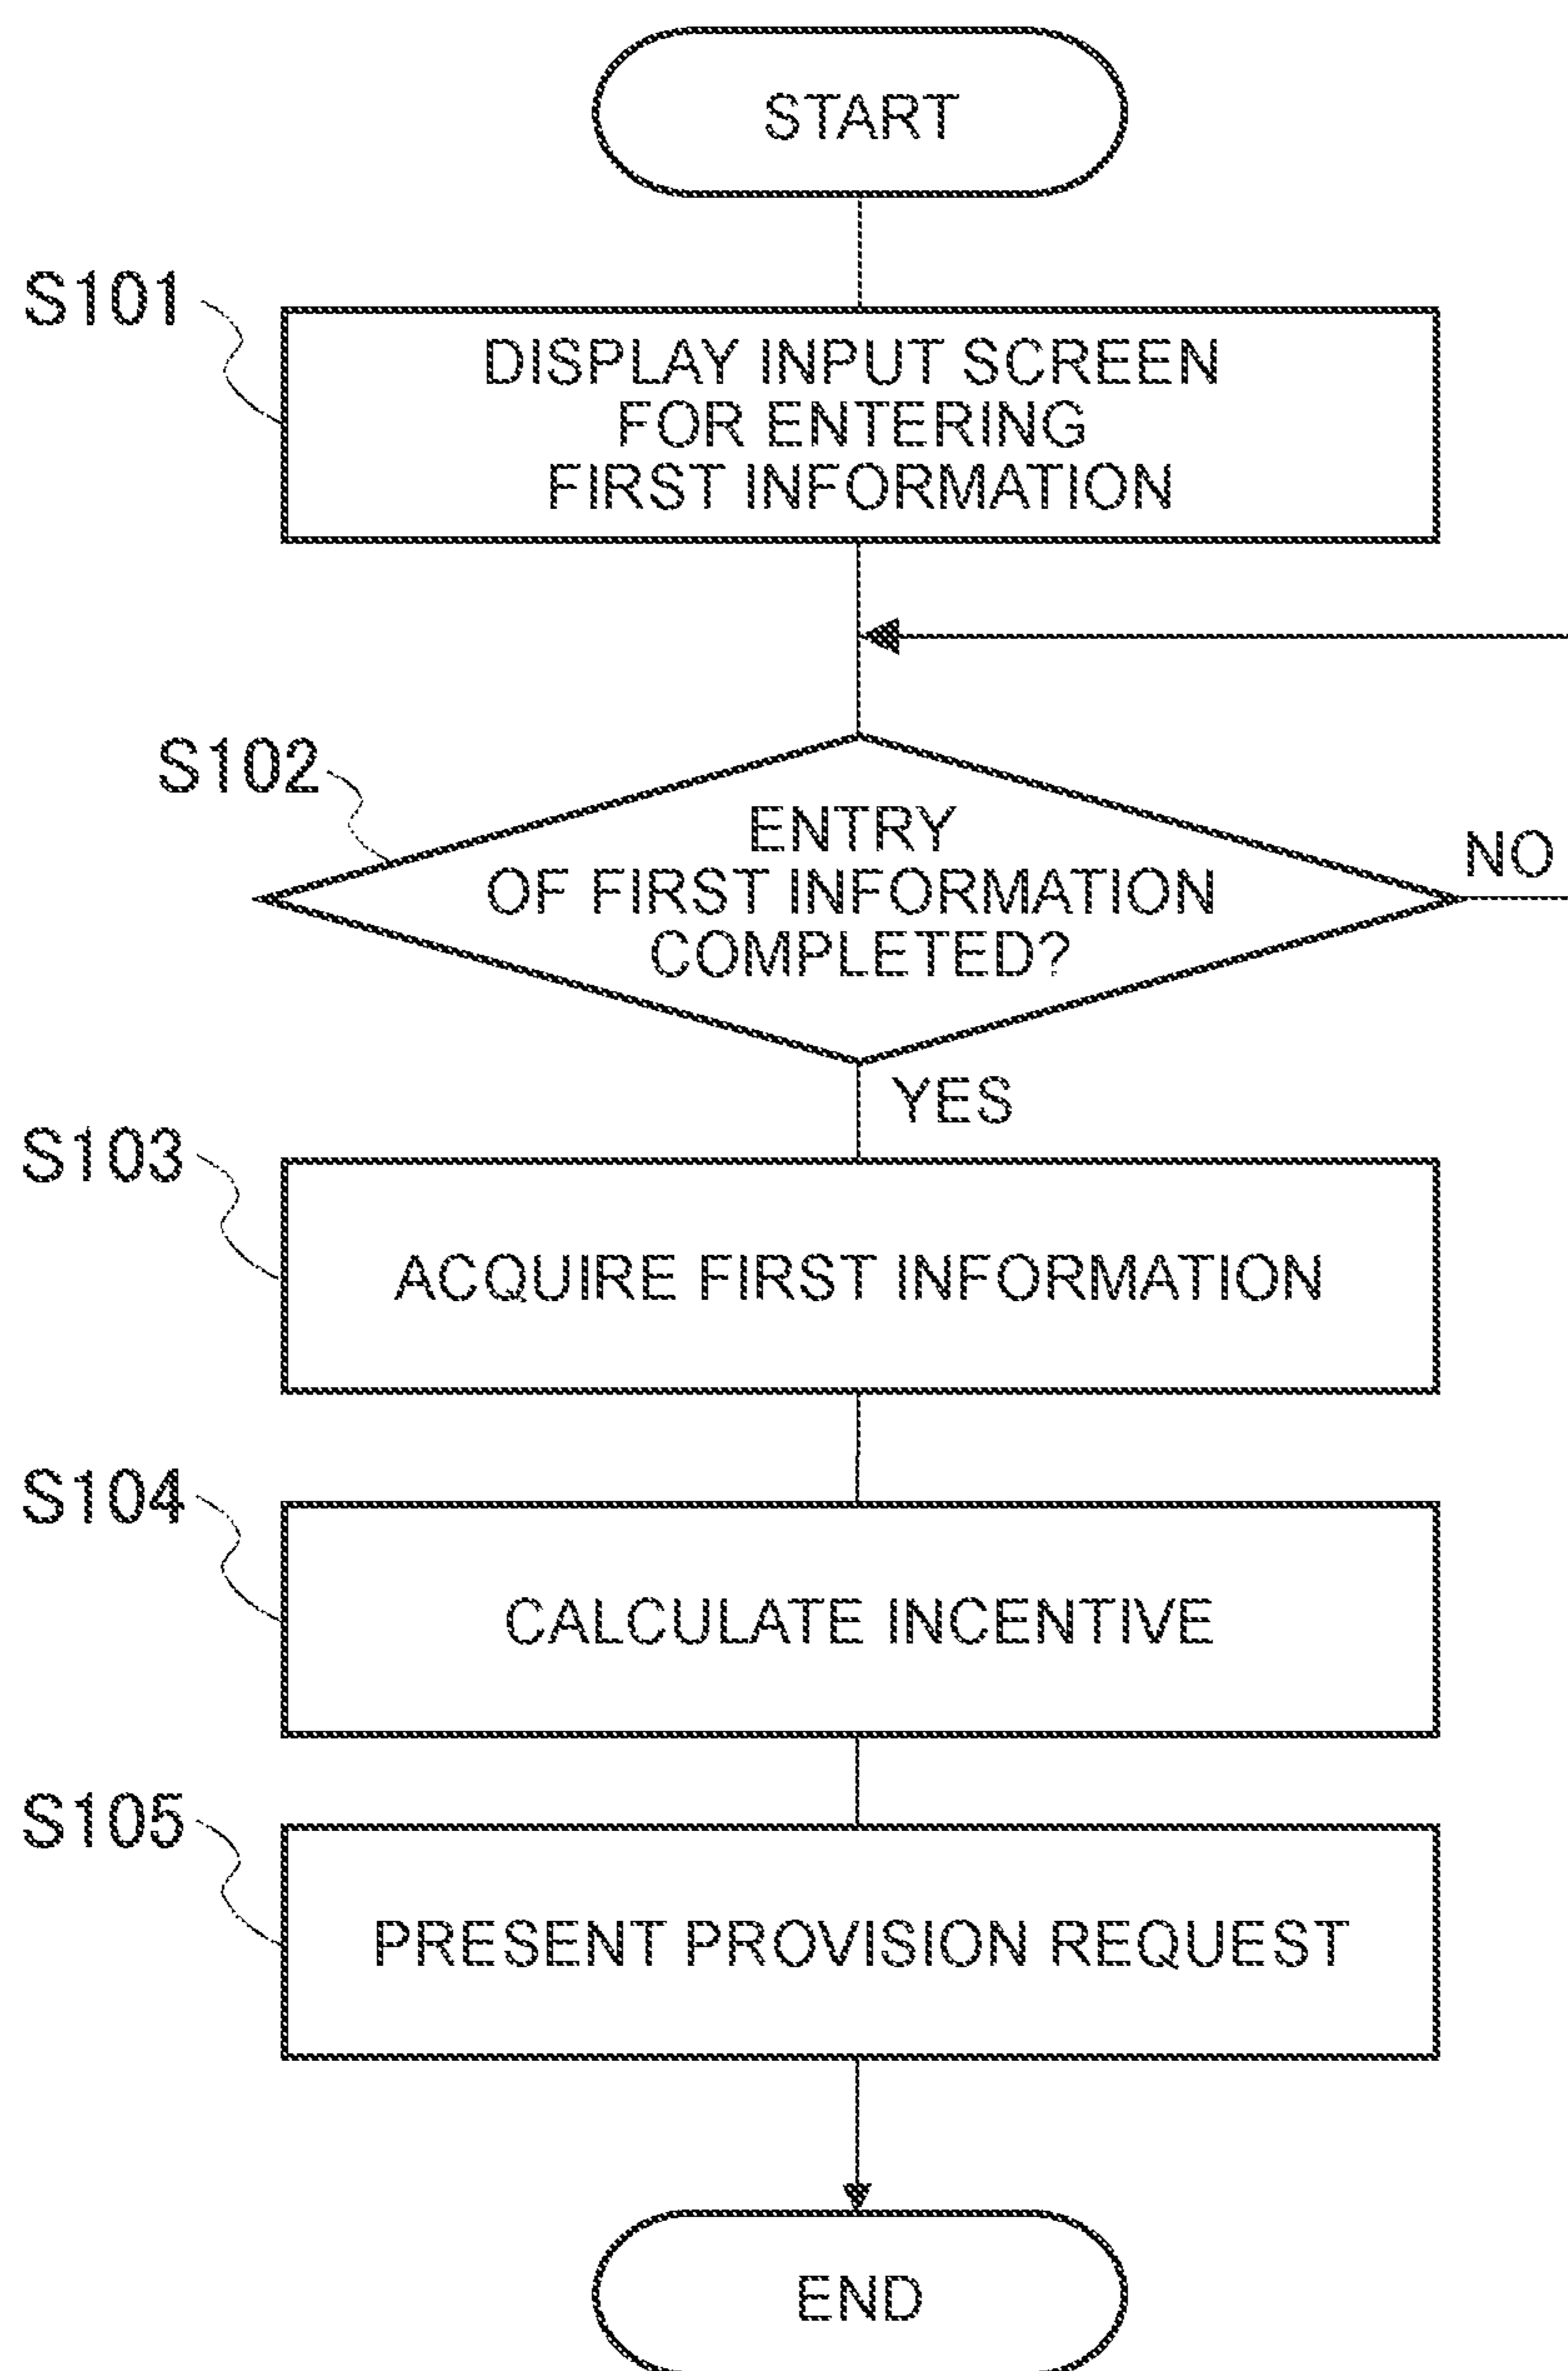 START
S101
DISPLAY INPUT SCREEN
FOR ENTERING
FIRST INFORMATION
S102
ENTRY
OF FIRST INFORMATION
COMPLETED?
NO
YES
S103
ACQUIRE FIRST INFORMATION
S104
CALCULATE INCENTIVE
S105
PRESENT PROVISION REQUEST
END